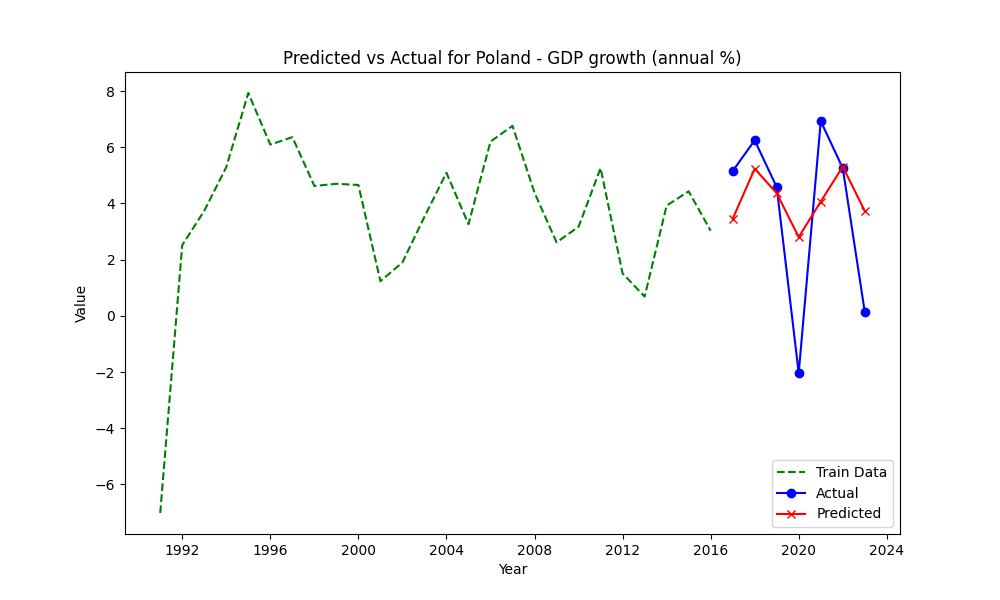 Predicted vs Actual for Poland - GDP growth (annual %)
8
6
4
2
0
−2
−4
−6
Value
1992 1996 2000 2004 2008 2012 2016 2020 2024
Year
Train Data
Actual
Predicted